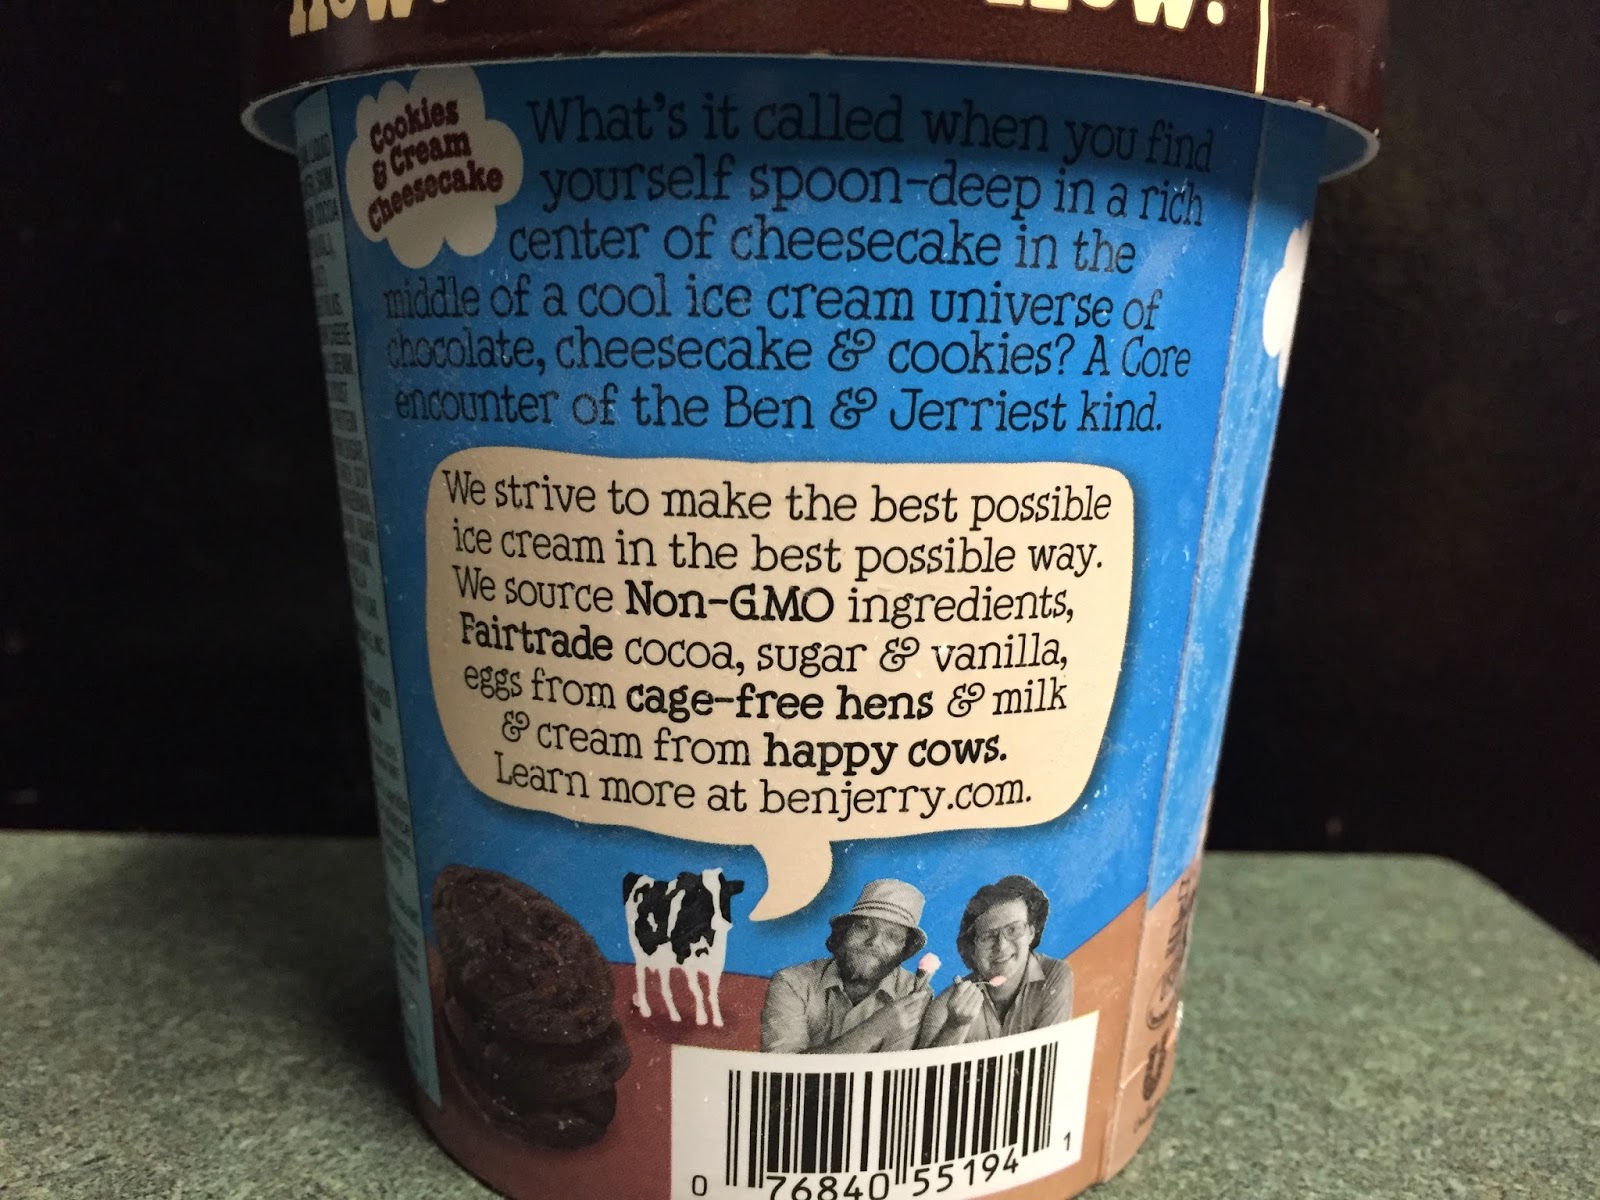 Cookies
& Cream
Cheesecake
What's it called when you find
yourself spoon-deep in a rich
center of cheesecake in the
middle of a cool ice cream universe of
chocolate, cheesecake & cookies? A Core
encounter of the Ben & Jerriest kind.
We strive to make the best possible
ice cream in the best possible way.
We source Non-GMO ingredients,
Fairtrade cocoa, sugar & vanilla,
eggs from cage-free hens & milk
& cream from happy cows.
Learn more at benjerry.com.
0 76840 55194 1